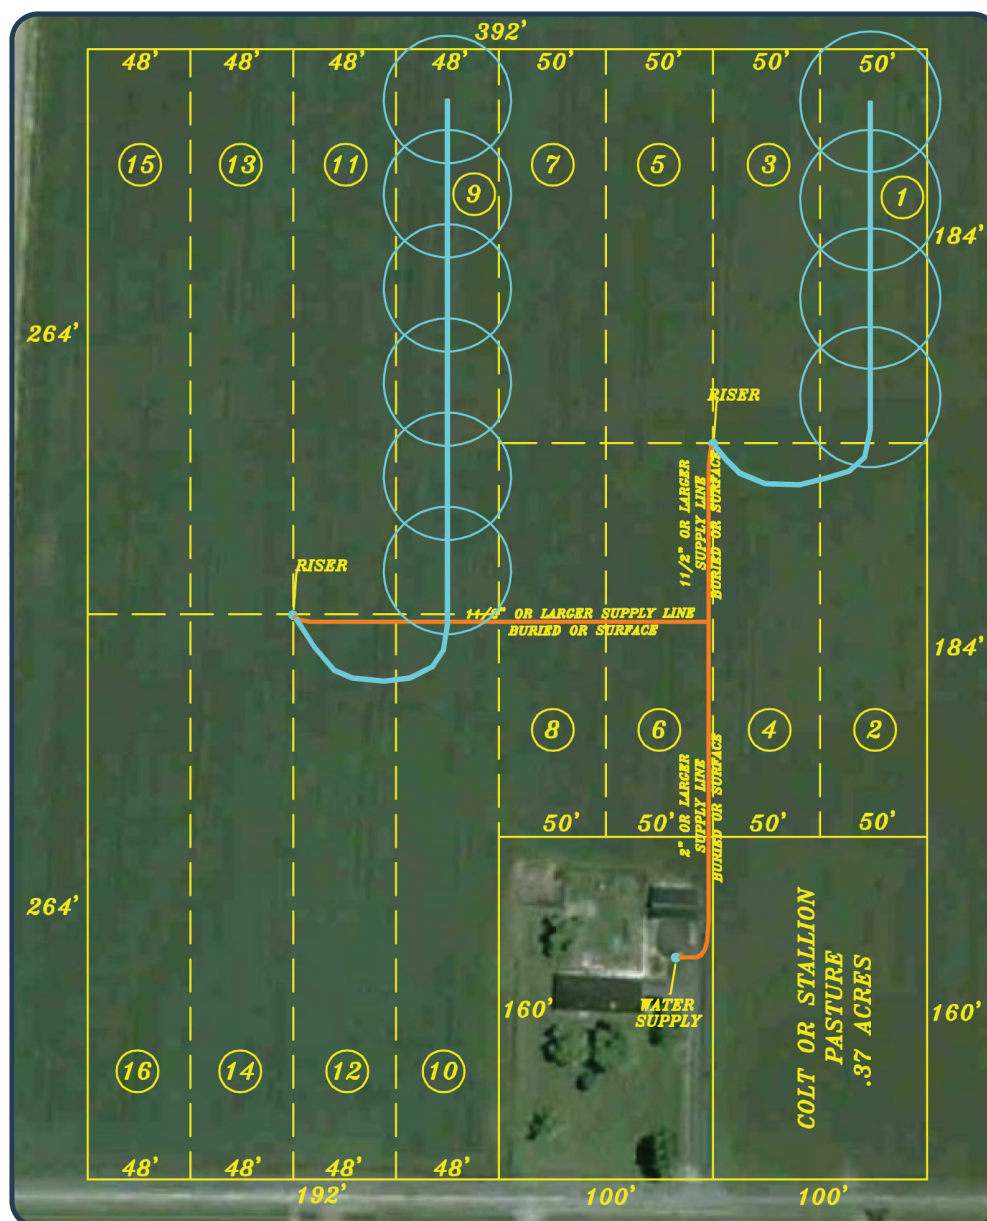 392'
48' 48' 48' 48' 50' 50' 50' 50'
15 13 11 9 7 5 3 1
184'
264'
RISER
11/2" OR LARGER
SUPPLY LINE
BURIED OR SURFACE
RISER
11/2" OR LARGER SUPPLY LINE
BURIED OR SURFACE
184'
8 6 4 2
2" OR LARGER
SUPPLY LINE
BURIED OR SURFACE
50' 50' 50' 50'
264'
COLT OR STALLION
PASTURE
.37 ACRES
160'
WATER
SUPPLY
160'
16 14 12 10
48' 48' 48' 48'
192' 100' 100'